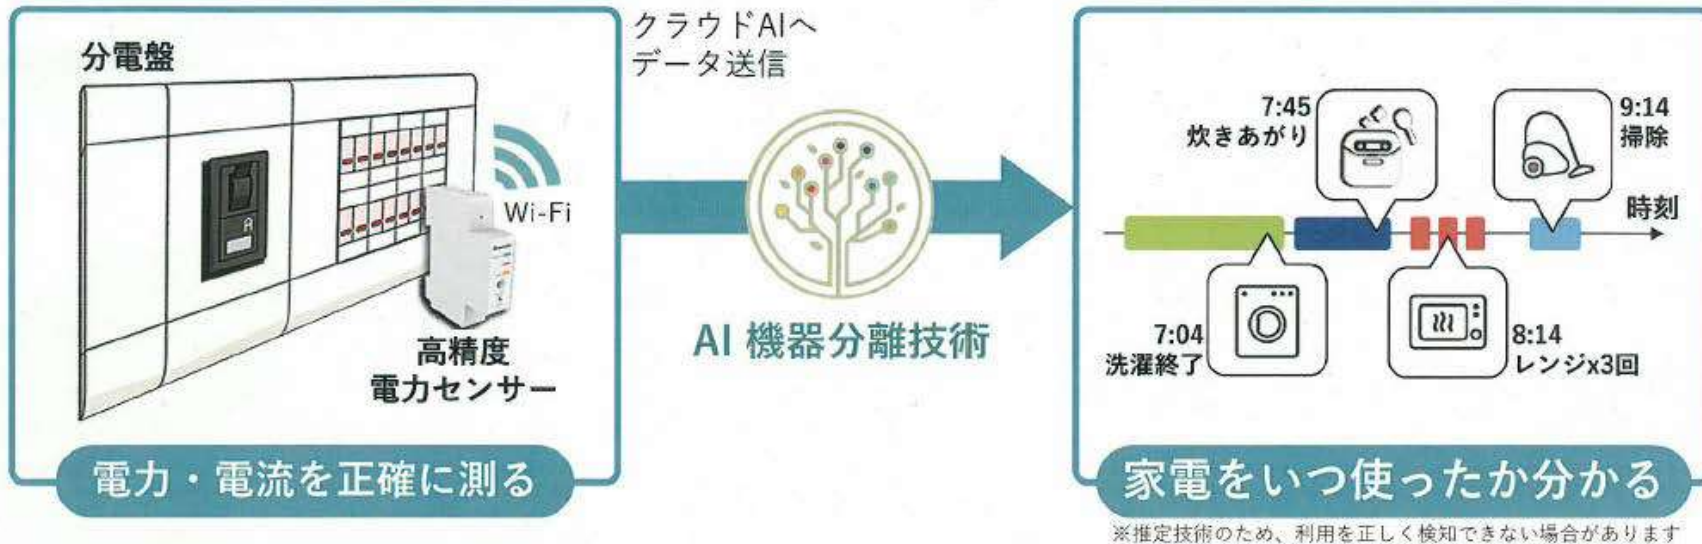 分電盤
Wi-Fi
高精度
電力センサー
電力・電流を正確に測る
クラウドAIへ
データ送信
AI 機器分離技術
7:45
炊きあがり
9:14
掃除
時刻
7:04
洗濯終了
8:14
レンジx3回
家電をいつ使ったか分かる
※推定技術のため、利用を正しく検知できない場合があります